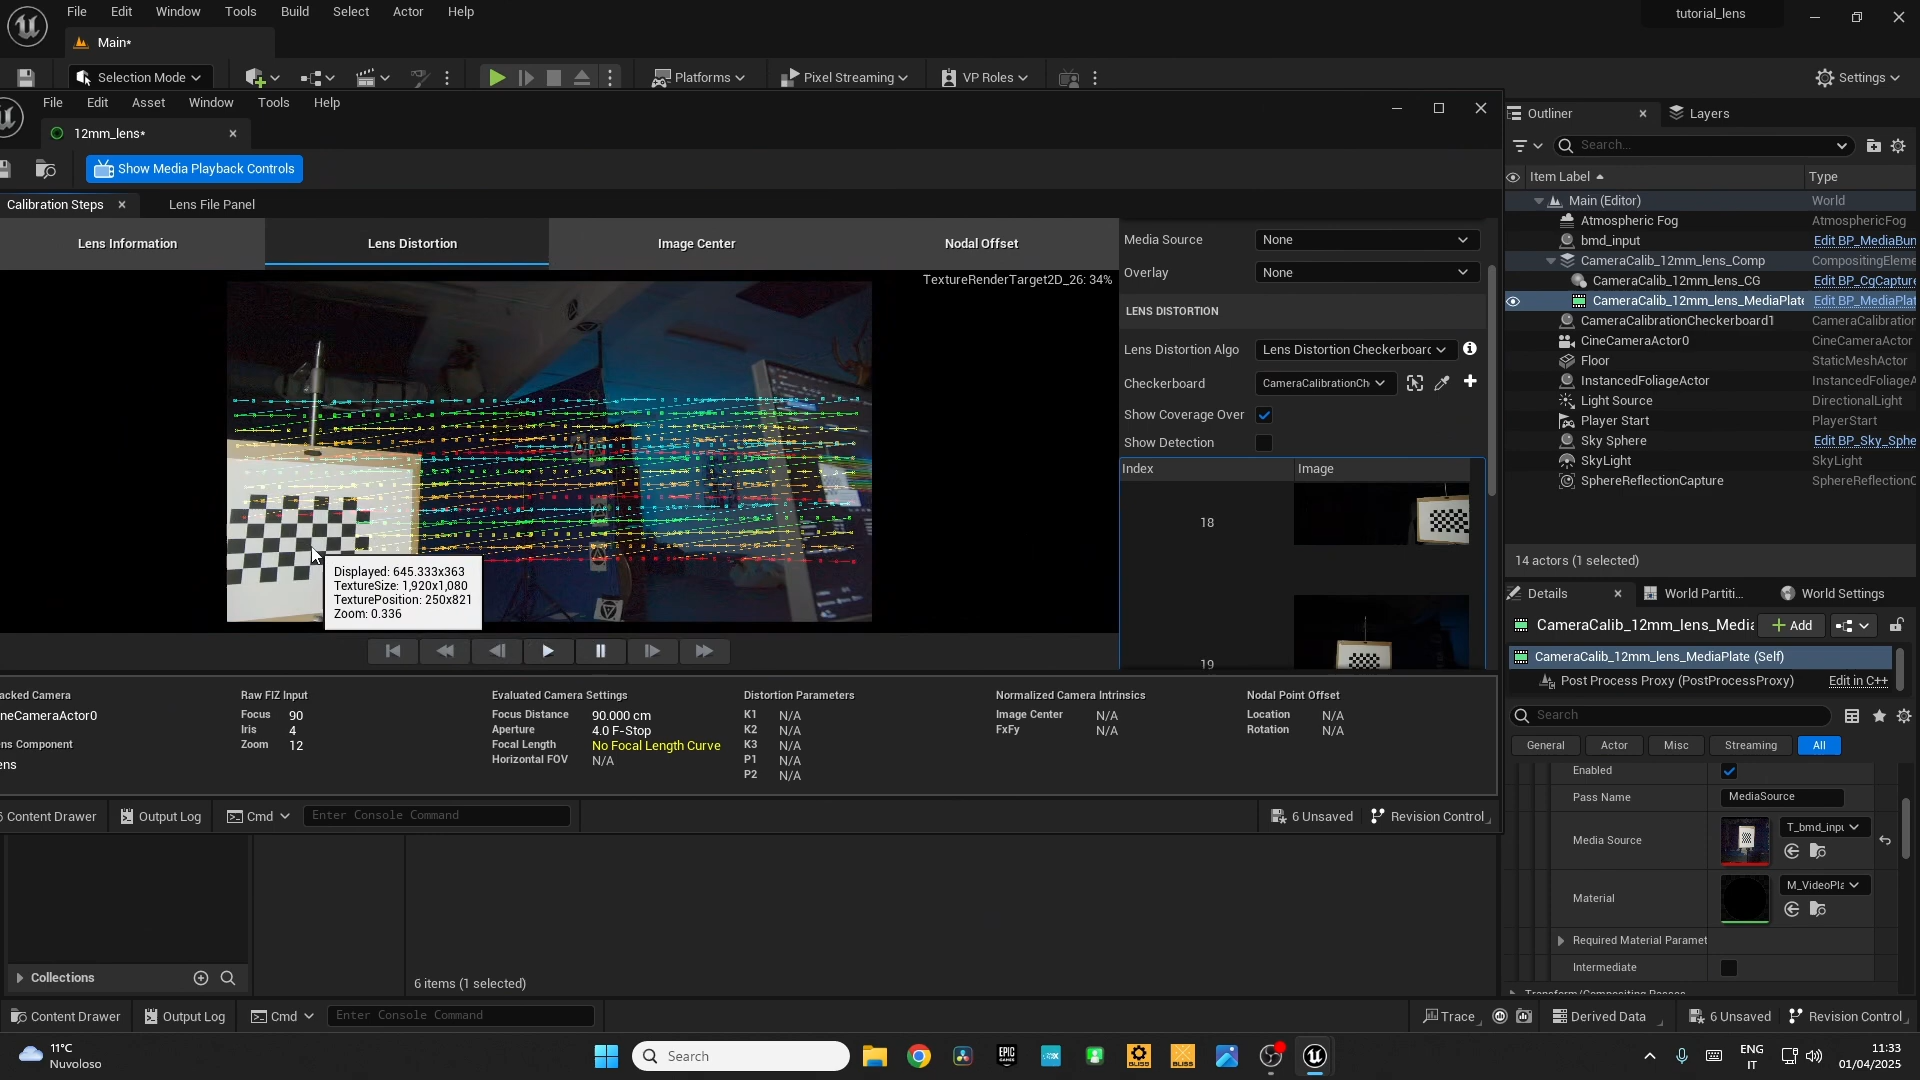 File Edit Window Tools Build Select Actor Help
tutorial_lens
Main*
Selection Mode
Platforms
Pixel Streaming
VP Roles
Settings
File Edit Asset Window Tools Help
12mm_lens*
Show Media Playback Controls
Calibration Steps
Lens File Panel
Lens Information
Lens Distortion
Image Center
Nodal Offset
TextureRenderTarget2D_26: 34%
Displayed: 645.333x363
TextureSize: 1,920x1,080
TexturePosition: 250x821
Zoom: 0.336
Media Source None
Overlay None
LENS DISTORTION
Lens Distortion Algo Lens Distortion Checkerboard
Checkerboard CameraCalibrationCh
Show Coverage Over
Show Detection
Index Image
18
19
acked Camera
neCameraActor0
ens Component
ens
Raw FIZ Input
Focus 90
Iris 4
Zoom 12
Evaluated Camera Settings
Focus Distance 90.000 cm
Aperture 4.0 F-Stop
Focal Length No Focal Length Curve
Horizontal FOV N/A
Distortion Parameters
K1 N/A
K2 N/A
K3 N/A
P1 N/A
P2 N/A
Normalized Camera Intrinsics
Image Center N/A
FxFy N/A
Nodal Point Offset
Location N/A
Rotation N/A
Content Drawer
Output Log
Cmd
Enter Console Command
6 Unsaved
Revision Control
Collections
6 items (1 selected)
Outliner
Layers
Search...
Item Label Type
Main (Editor) World
Atmospheric Fog AtmosphericFog
bmd_input Edit BP_MediaBun
CameraCalib_12mm_lens_Comp CompositingEleme
CameraCalib_12mm_lens_CG Edit BP_CgCapture
CameraCalib_12mm_lens_MediaPlate Edit BP_MediaPlat
CameraCalibrationCheckerboard1 CameraCalibration
CineCameraActor0 CineCameraActor
Floor StaticMeshActor
InstancedFoliageActor InstancedFoliageA
Light Source DirectionalLight
Player Start PlayerStart
Sky Sphere Edit BP_Sky_Sphe
SkyLight SkyLight
SphereReflectionCapture SphereReflectionC
14 actors (1 selected)
Details
World Partiti...
World Settings
CameraCalib_12mm_lens_Media
Add
CameraCalib_12mm_lens_MediaPlate (Self)
Post Process Proxy (PostProcessProxy) Edit in C++
Search
General Actor Misc Streaming All
Enabled
Pass Name MediaSource
Media Source T_bmd_inpu
Material M_VideoPla
Required Material Paramet
Intermediate
Transform/Compositing Passes
Content Drawer
Output Log
Cmd
Enter Console Command
Trace
Derived Data
6 Unsaved
Revision Control
11°C
Nuvoloso
Search
EPIC GAMES
BLISS
BLISS
ENG
IT
11:33
01/04/2025